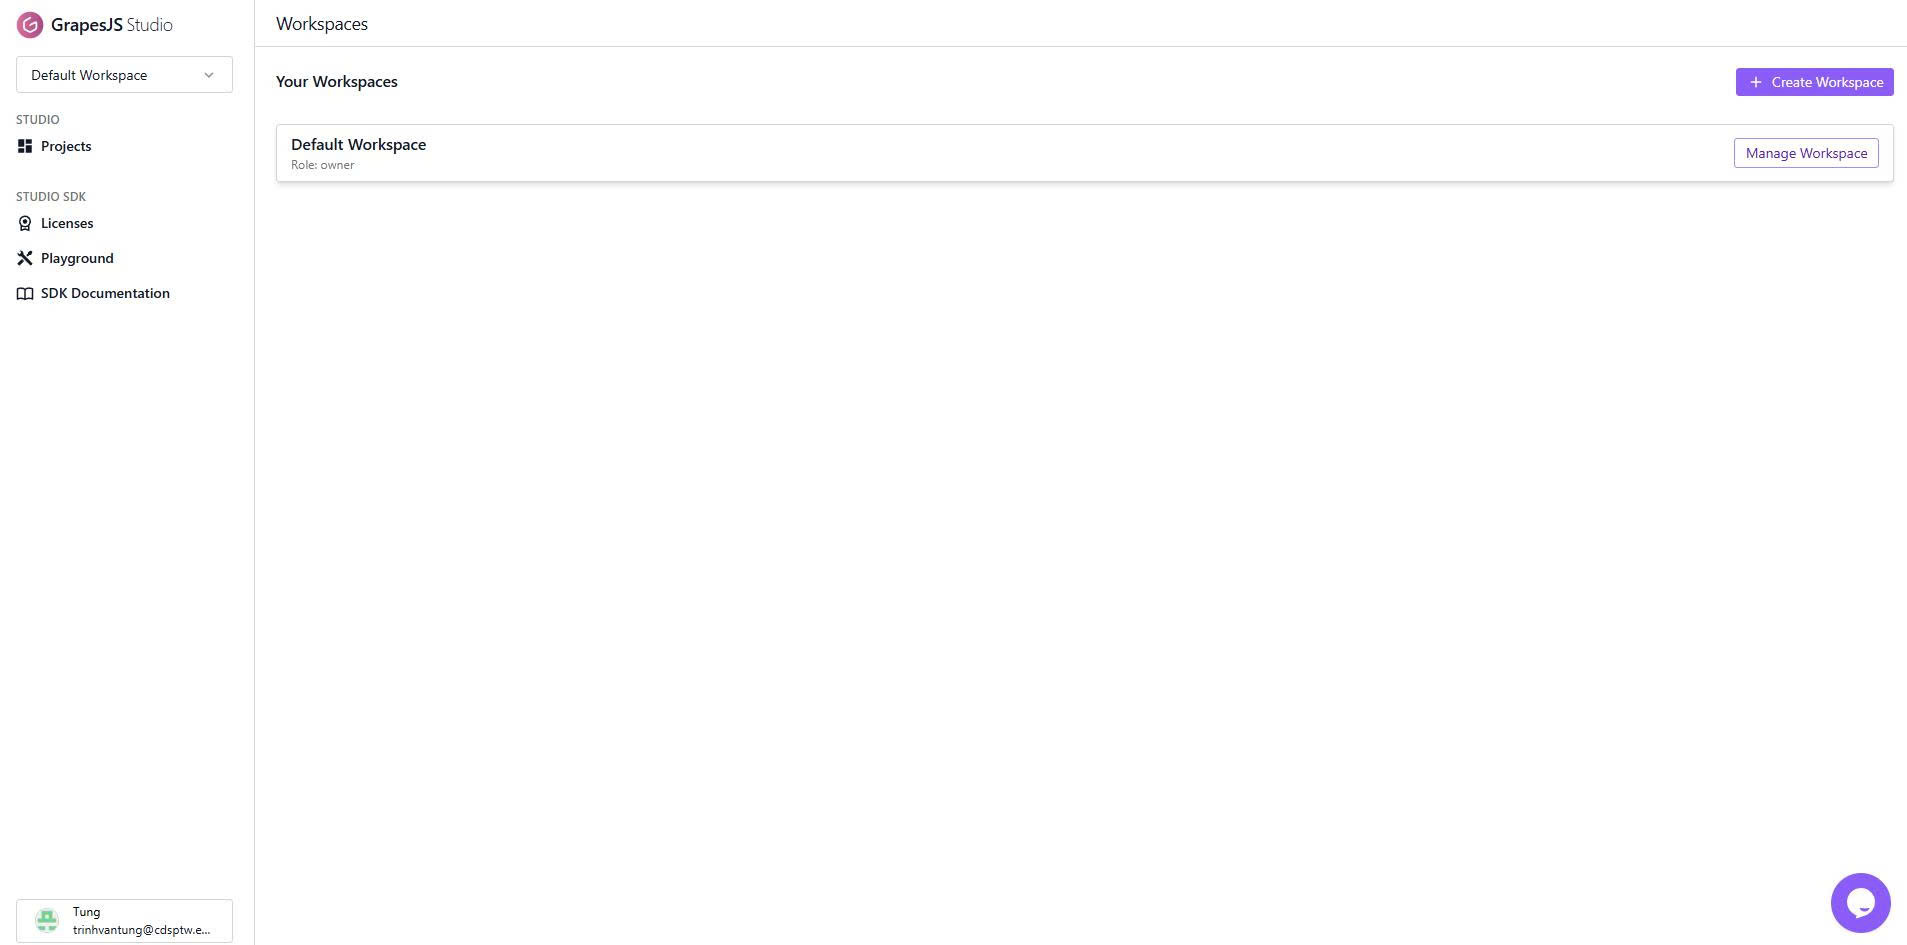 GrapesJS Studio
Default Workspace
STUDIO
Projects
STUDIO SDK
Licenses
Playground
SDK Documentation
Tung
trinhvantung@cdsptw.e...
Workspaces
Your Workspaces
+ Create Workspace
Default Workspace
Role: owner
Manage Workspace